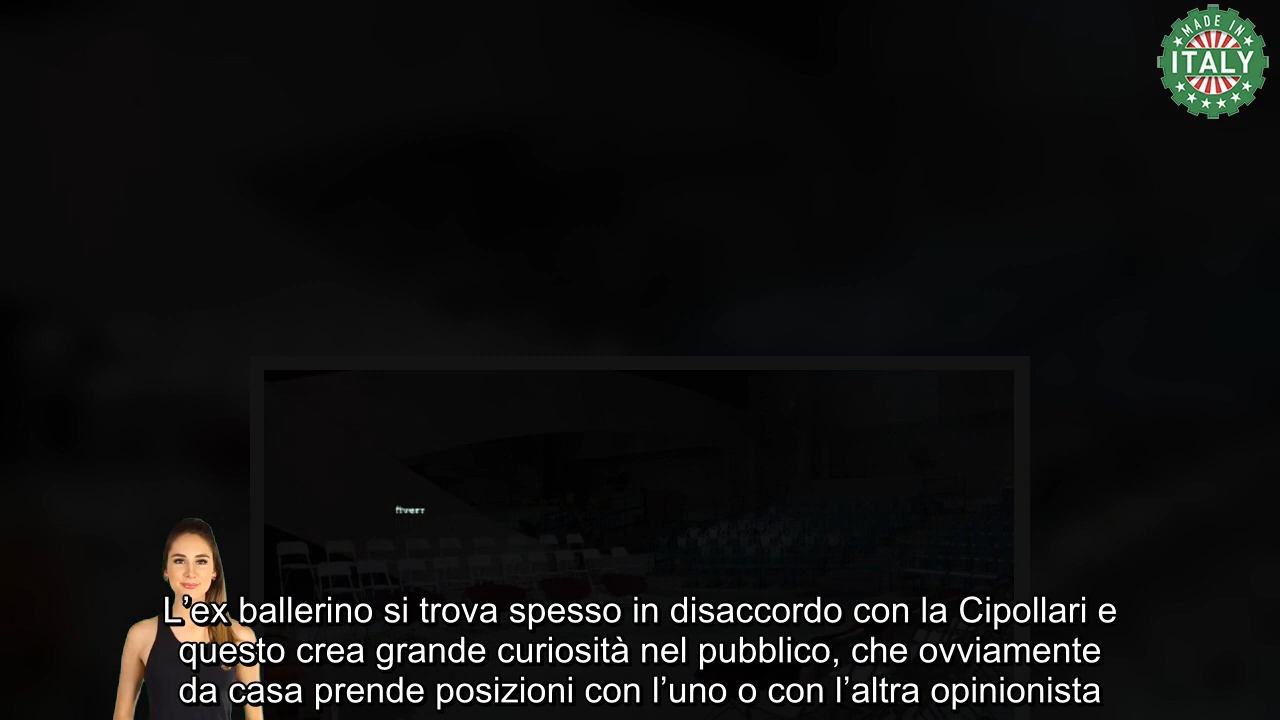 MADE IN
ITALY
fiverr
L’ex ballerino si trova spesso in disaccordo con la Cipollari e
questo crea grande curiosità nel pubblico, che ovviamente
da casa prende posizioni con l’uno o con l’altra opinionista